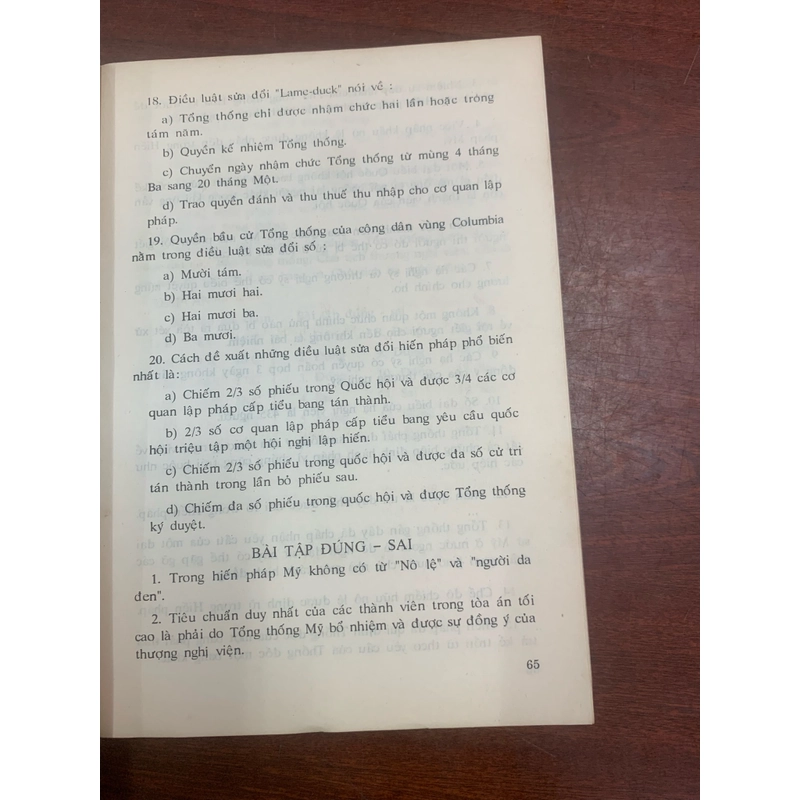 18. Điều luật sửa đổi "Lame-duck" nói về :
a) Tổng thống chỉ được nhậm chức hai lần hoặc tròng
tám năm.
b) Quyền kế nhiệm Tổng thống.
c) Chuyển ngày nhậm chức Tổng thống từ mùng 4 tháng
Ba sang 20 tháng Một.
d) Trao quyền đánh và thu thuế thu nhập cho cơ quan lập
pháp.
19. Quyền bầu cử Tổng thống của công dân vùng Columbia
nằm trong điều luật sửa đổi số :
a) Mười tám.
b) Hai mươi hai.
c) Hai mươi ba.
d) Ba mươi.
20. Cách đề xuất những điều luật sửa đổi hiến pháp phổ biến
nhất là:
a) Chiếm 2/3 số phiếu trong Quốc hội và được 3/4 các cơ
quan lập pháp cấp tiểu bang tán thành.
b) 2/3 số cơ quan lập pháp cấp tiểu bang yêu cầu quốc
hội triệu tập một hội nghị lập hiến.
c) Chiếm 2/3 số phiếu trong quốc hội và được đa số cử tri
tán thành trong lần bỏ phiếu sau.
d) Chiếm đa số phiếu trong quốc hội và được Tổng thống
ký duyệt.
BÀI TẬP ĐÚNG – SAI
1. Trong hiến pháp Mỹ không có từ "Nô lệ" và "người da
đen".
2. Tiêu chuẩn duy nhất của các thành viên trong tòa án tối
cao là phải do Tổng thống Mỹ bổ nhiệm và được sự đồng ý của
thượng nghị viện.
65